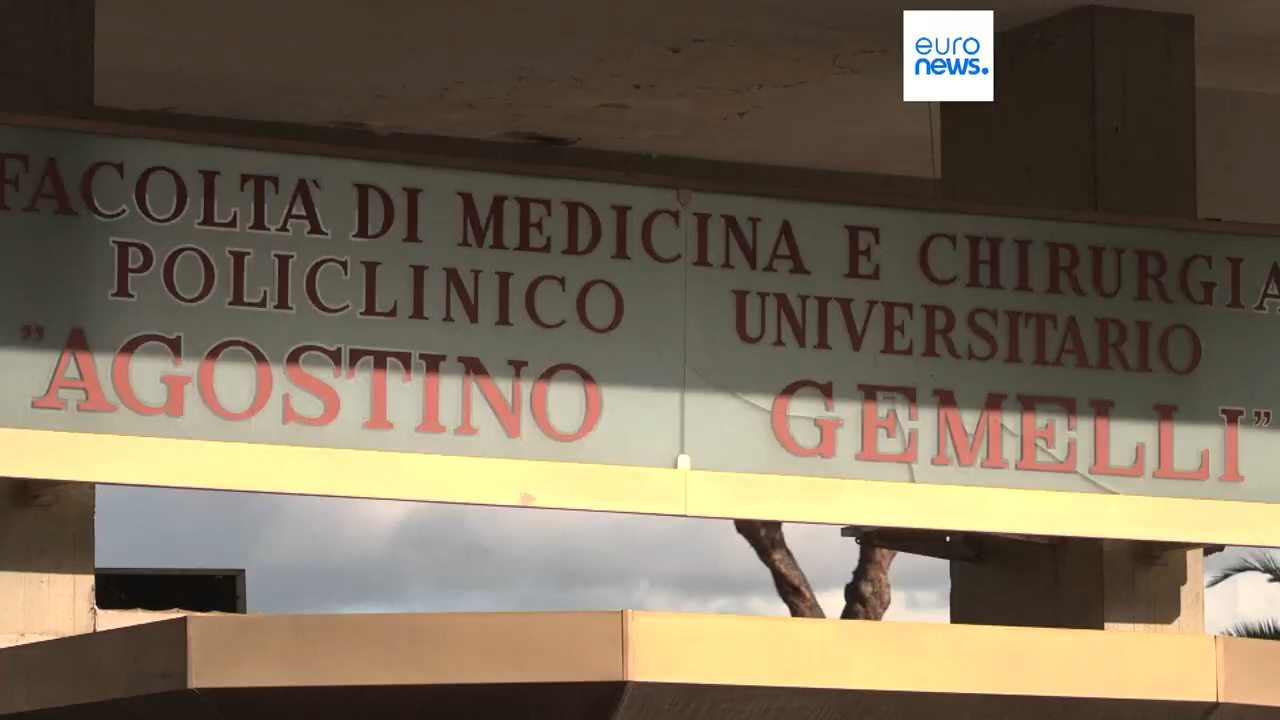 euro
news.
FACOLTÀ DI MEDICINA E CHIRURGIA
POLICLINICO UNIVERSITARIO
"AGOSTINO GEMELLI"